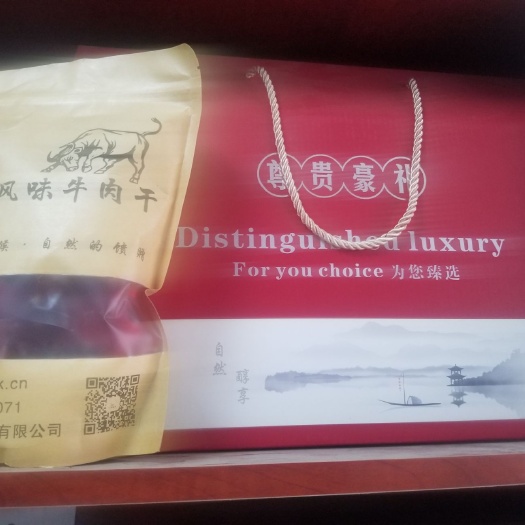 风味牛肉干
自然的馈赠
x.cn
071
有限公司
尊贵豪礼
Distinguished luxury
For you choice 为您臻选
自然
醇享